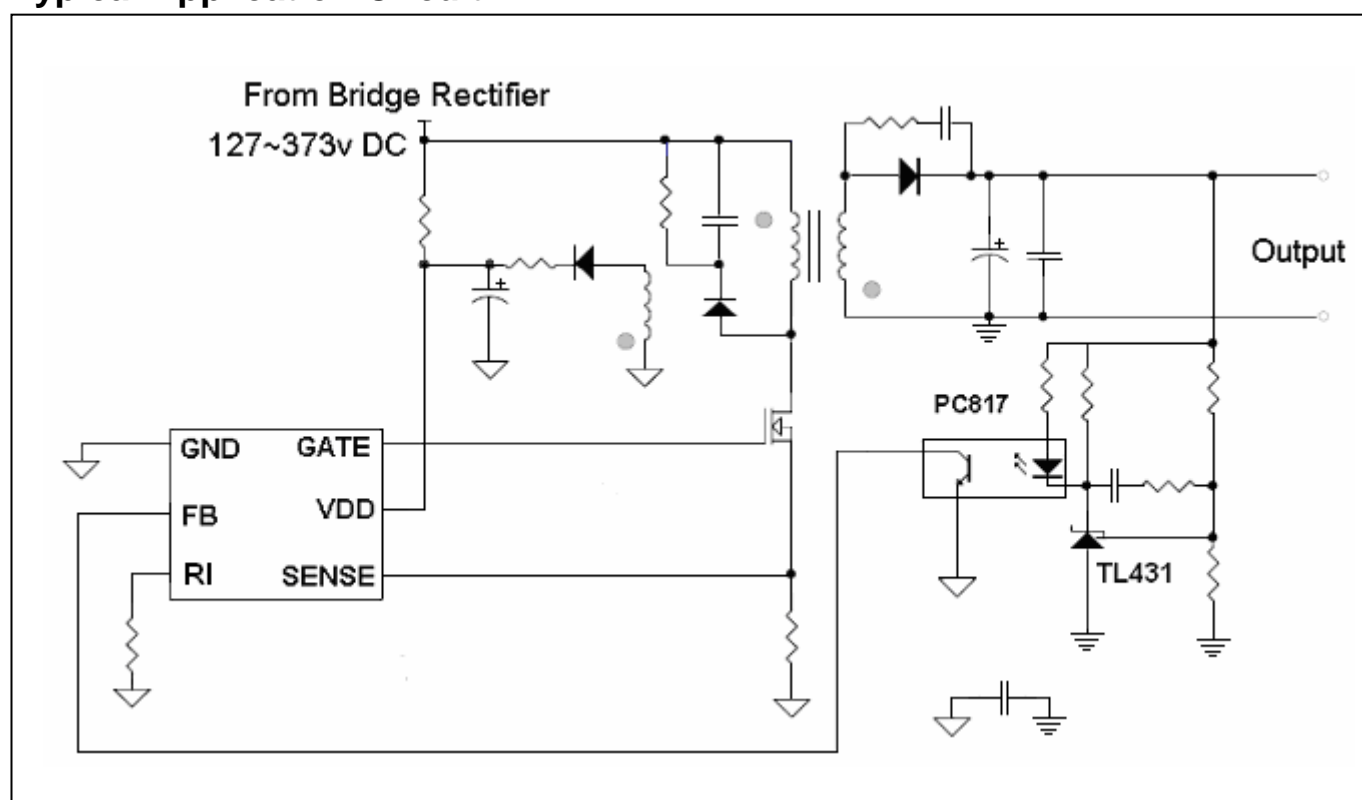 From Bridge Rectifier
127~373v DC
Output
PC817
GND
GATE
FB
VDD
RI
SENSE
TL431
+
+